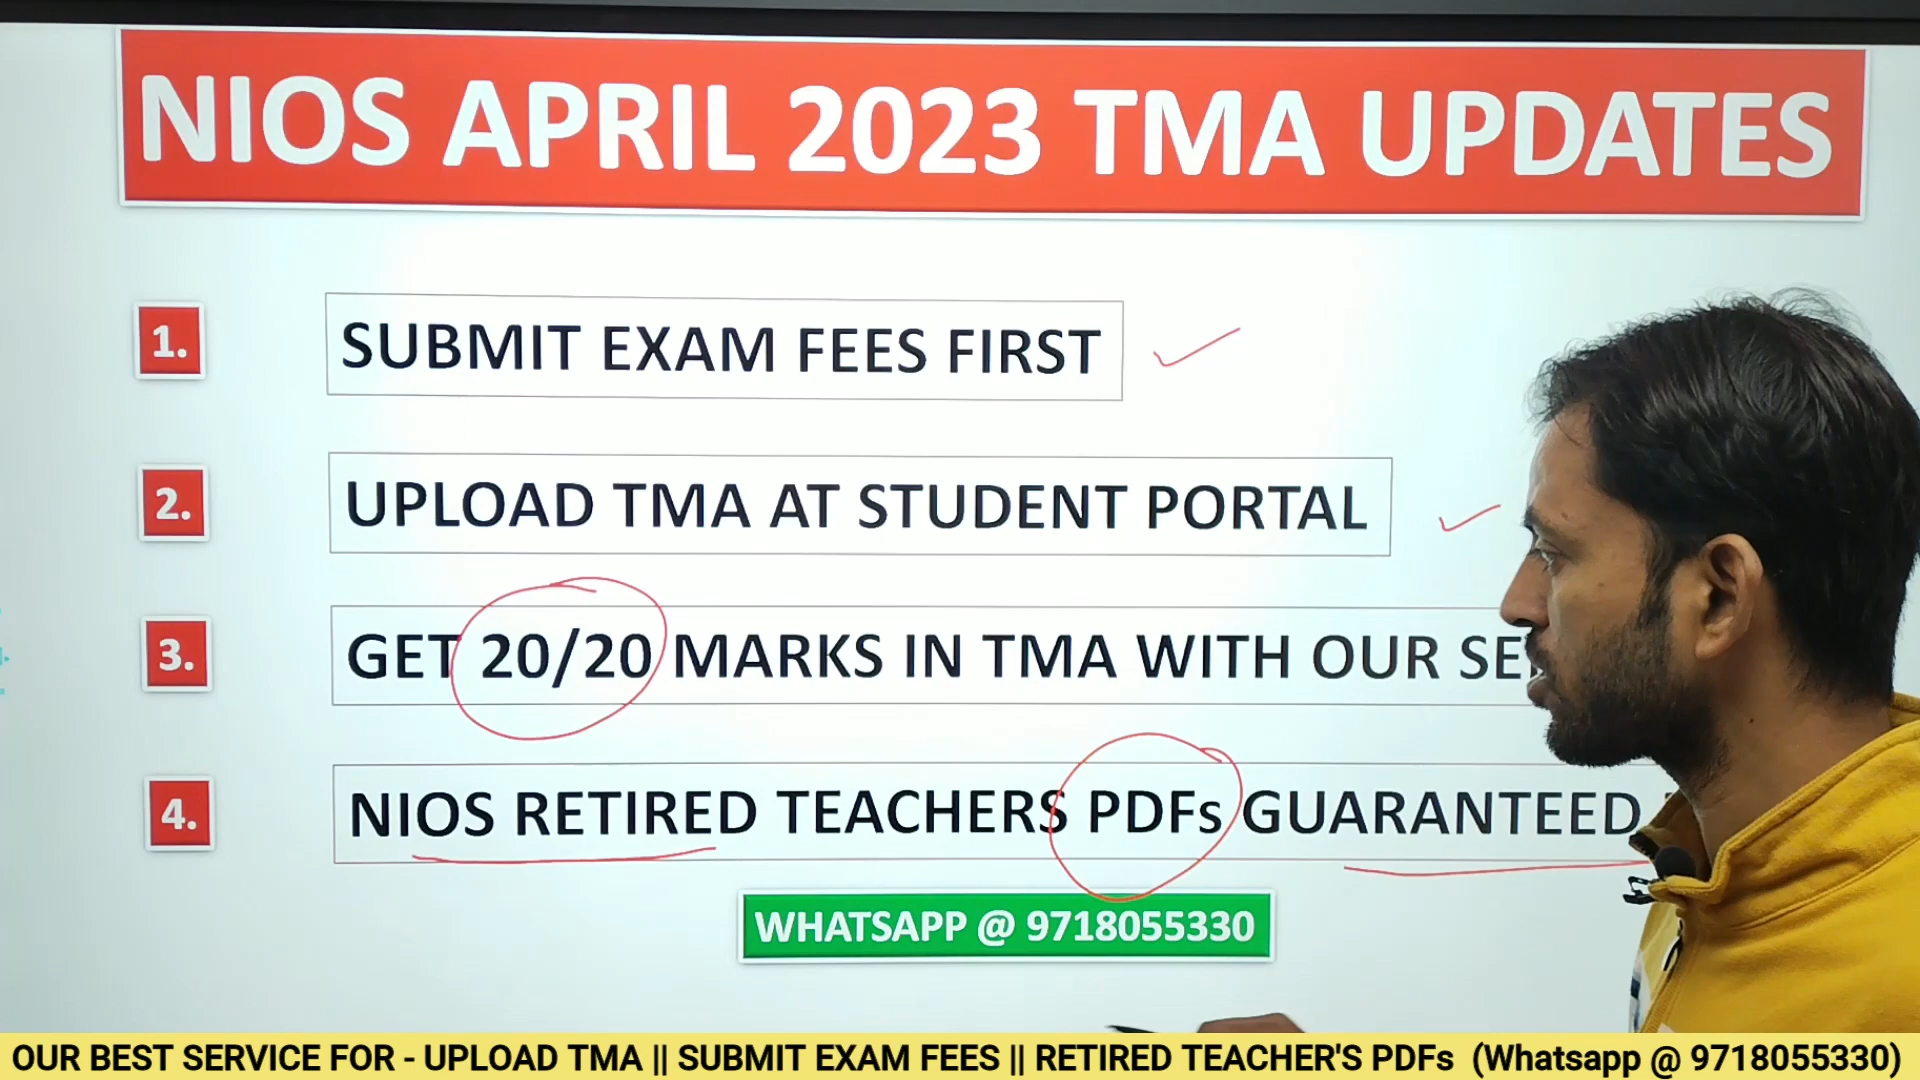 NIOS APRIL 2023 TMA UPDATES
1. SUBMIT EXAM FEES FIRST
2. UPLOAD TMA AT STUDENT PORTAL
3. GET 20/20 MARKS IN TMA WITH OUR
4. NIOS RETIRED TEACHERS PDFs GUARANTEED
WHATSAPP @ 9718055330
OUR BEST SERVICE FOR - UPLOAD TMA || SUBMIT EXAM FEES || RETIRED TEACHER'S PDFs (Whatsapp @ 9718055330)